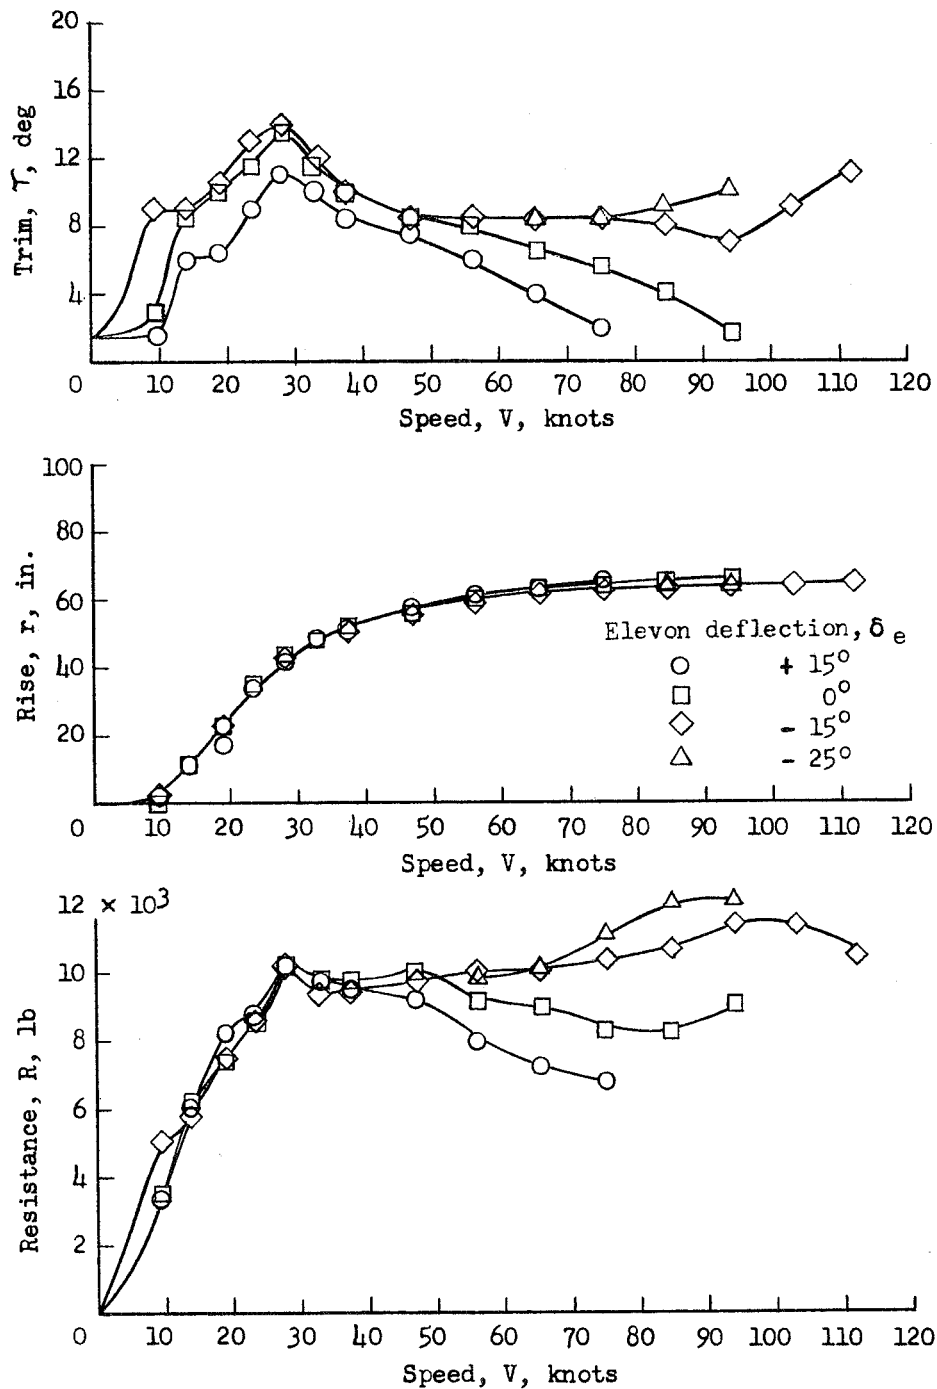 20
16
12
8
4
Trim, τ, deg
0 10 20 30 40 50 60 70 80 90 100 110 120
Speed, V, knots
100
80
60
40
20
Rise, r, in.
Elevon deflection, δe
+ 15°
0°
- 15°
- 25°
0 10 20 30 40 50 60 70 80 90 100 110 120
Speed, V, knots
12 × 10³
10
8
6
4
2
Resistance, R, lb
0 10 20 30 40 50 60 70 80 90 100 110 120
Speed, V, knots